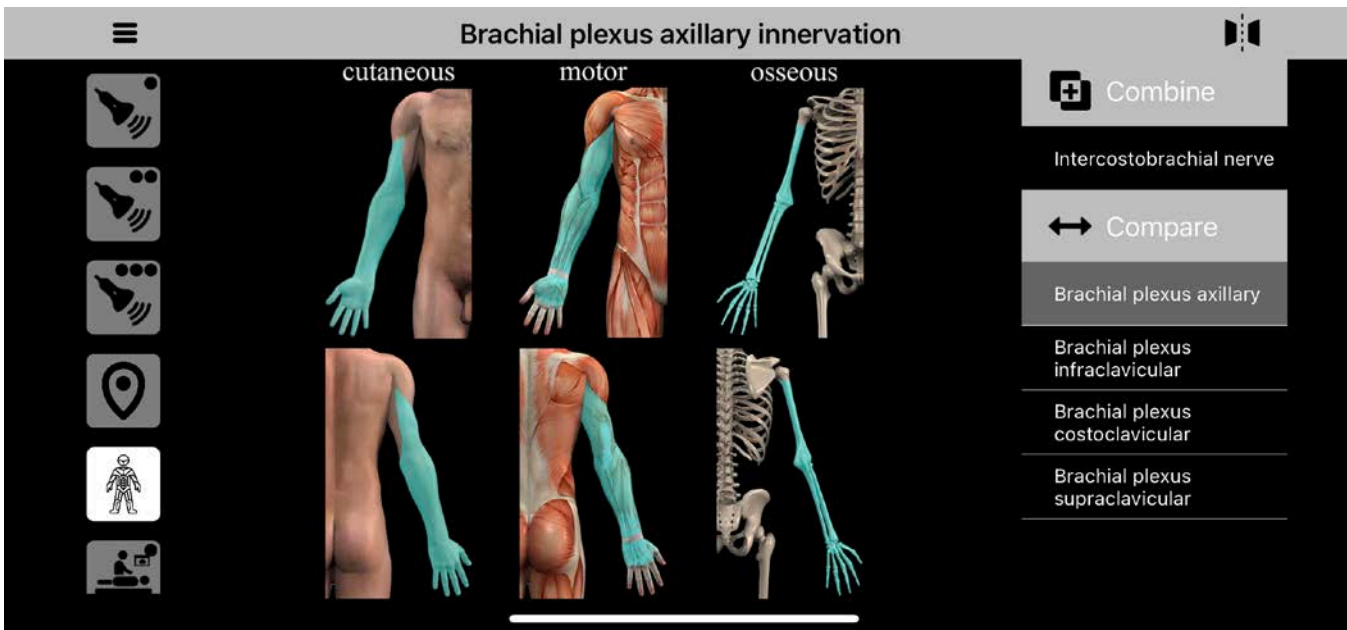 Brachial plexus axillary innervation
cutaneous motor osseous
Combine
Intercostobrachial nerve
Compare
Brachial plexus axillary
Brachial plexus
infraclavicular
Brachial plexus
costoclavicular
Brachial plexus
supraclavicular